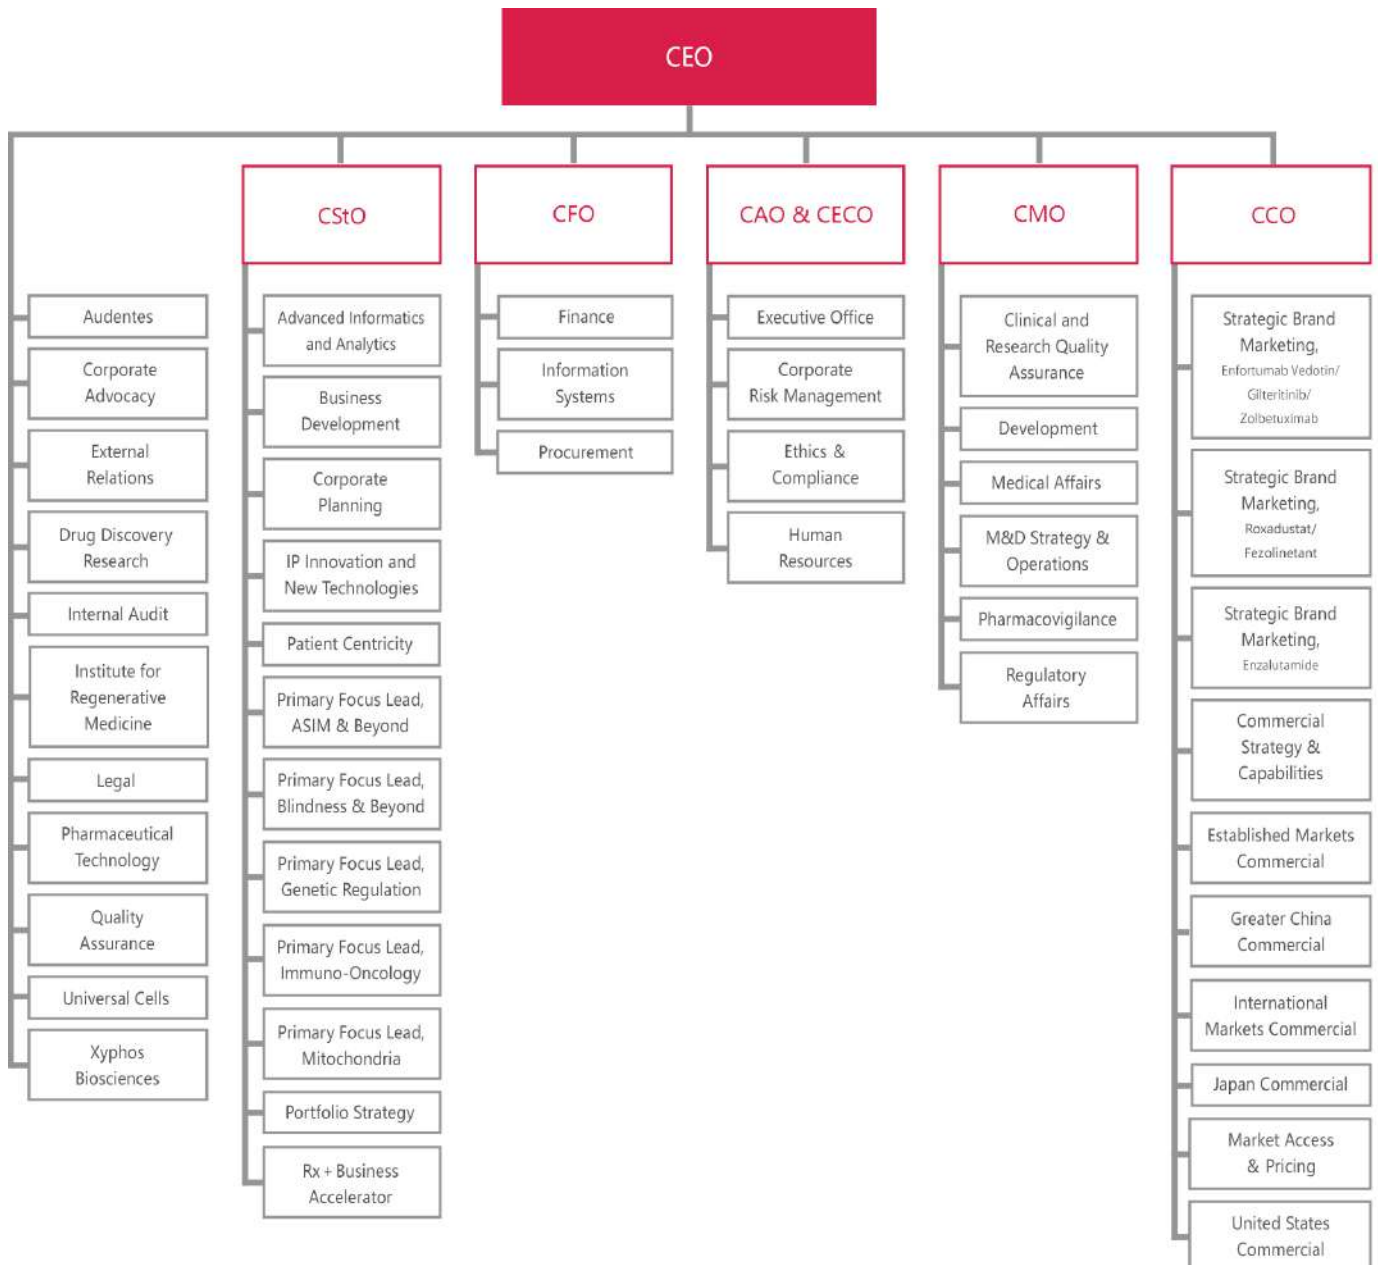 CEO
CStO
CFO
CAO & CECO
CMO
CCO
Audentes
Corporate
Advocacy
External
Relations
Drug Discovery
Research
Internal Audit
Institute for
Regenerative
Medicine
Legal
Pharmaceutical
Technology
Quality
Assurance
Universal Cells
Xyphos
Biosciences
Advanced Informatics
and Analytics
Business
Development
Corporate
Planning
IP Innovation and
New Technologies
Patient Centricity
Primary Focus Lead,
ASIM & Beyond
Primary Focus Lead,
Blindness & Beyond
Primary Focus Lead,
Genetic Regulation
Primary Focus Lead,
Immuno-Oncology
Primary Focus Lead,
Mitochondria
Portfolio Strategy
Rx + Business
Accelerator
Finance
Information
Systems
Procurement
Executive Office
Corporate
Risk Management
Ethics &
Compliance
Human
Resources
Clinical and
Research Quality
Assurance
Development
Medical Affairs
M&D Strategy &
Operations
Pharmacovigilance
Regulatory
Affairs
Strategic Brand
Marketing,
Enfortumab Vedotin/
Gilteritinib/
Zolbetuximab
Strategic Brand
Marketing,
Roxadustat/
Fezolinetant
Strategic Brand
Marketing,
Enzalutamide
Commercial
Strategy &
Capabilities
Established Markets
Commercial
Greater China
Commercial
International
Markets Commercial
Japan Commercial
Market Access
& Pricing
United States
Commercial